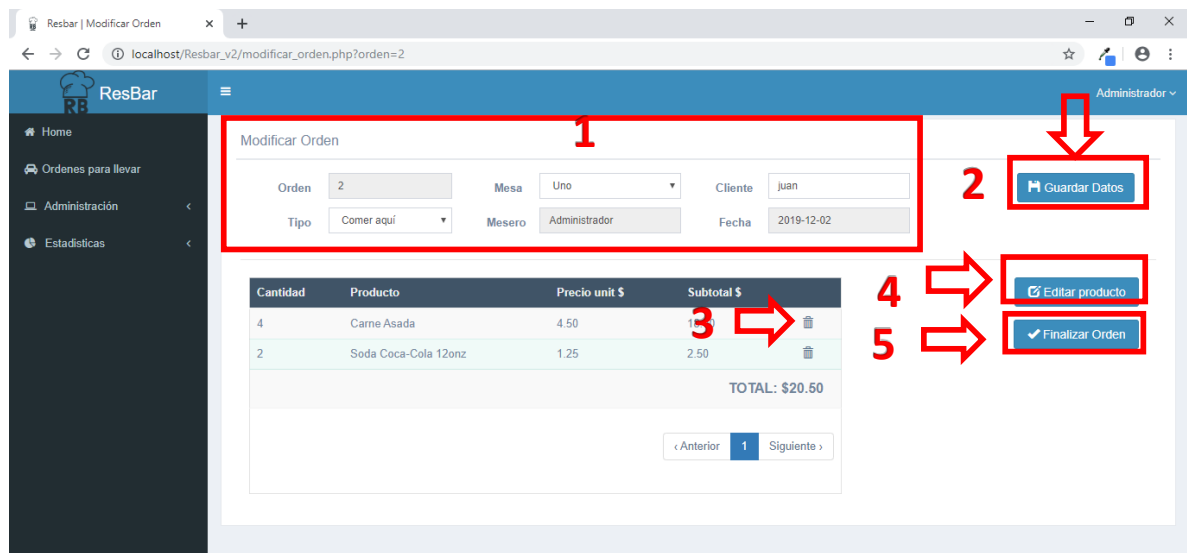 Resbar | Modificar Orden
localhost/Resbar_v2/modificar_orden.php?orden=2
RB ResBar
Administrador
Home
Ordenes para llevar
Administración
Estadisticas
1
Modificar Orden
Orden 2 Mesa Uno Cliente juan
Tipo Comer aquí Mesero Administrador Fecha 2019-12-02
2 Guardar Datos
Cantidad Producto Precio unit $ Subtotal $
4 Carne Asada 4.50
3
2 Soda Coca-Cola 12onz 1.25 2.50
TOTAL: $20.50
‹ Anterior 1 Siguiente ›
4 Editar producto
5 Finalizar Orden